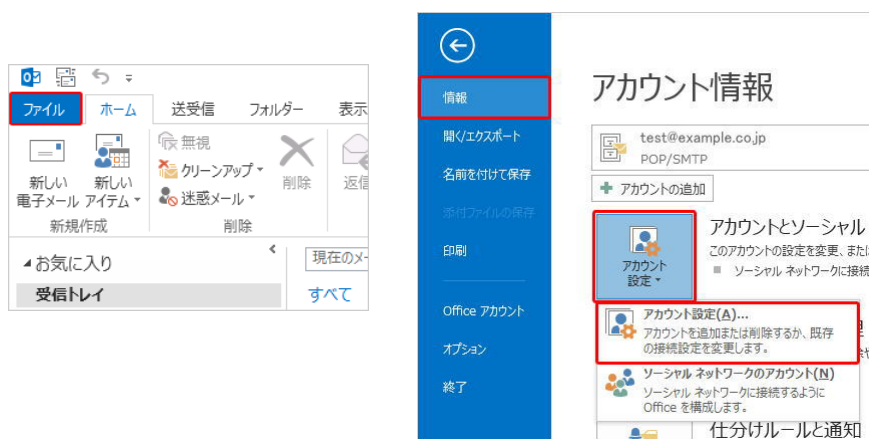 ファイル ホーム 送受信 フォルダー 表示
無視
クリーンアップ
迷惑メール
新しい
電子メール
新しい
アイテム
削除
返信
新規作成 削除
お気に入り
受信トレイ
現在のメー
すべて
情報
開く/エクスポート
名前を付けて保存
添付ファイルの保存
印刷
Office アカウント
オプション
終了
アカウント情報
test@example.co.jp
POP/SMTP
アカウントの追加
アカウント
設定
アカウントとソーシャル
このアカウントの設定を変更、また
ソーシャル ネットワークに接続
アカウント設定(A)...
アカウントを追加または削除するか、既存
の接続設定を変更します。
ソーシャル ネットワークのアカウント(N)
ソーシャル ネットワークに接続するように
Office を構成します。
仕分けルールと通知